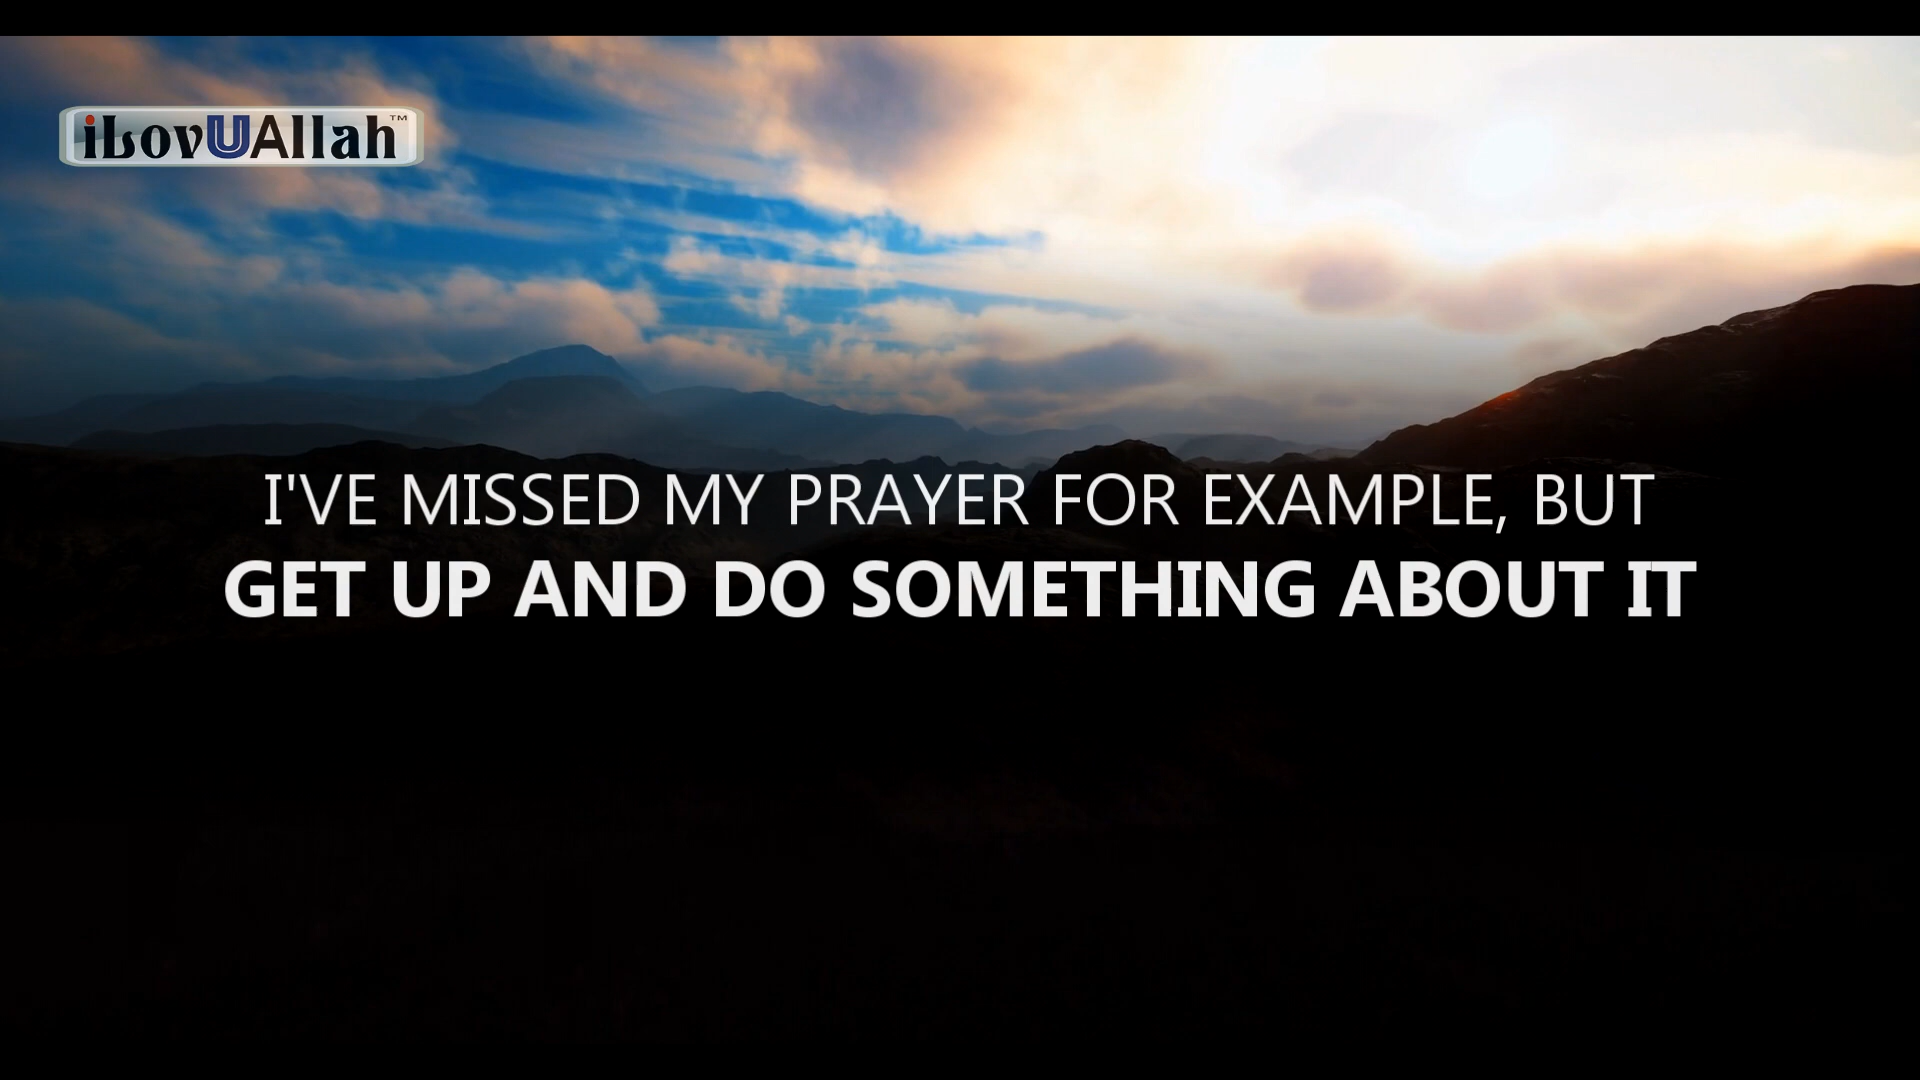 iLovUAllah™
I'VE MISSED MY PRAYER FOR EXAMPLE, BUT
GET UP AND DO SOMETHING ABOUT IT